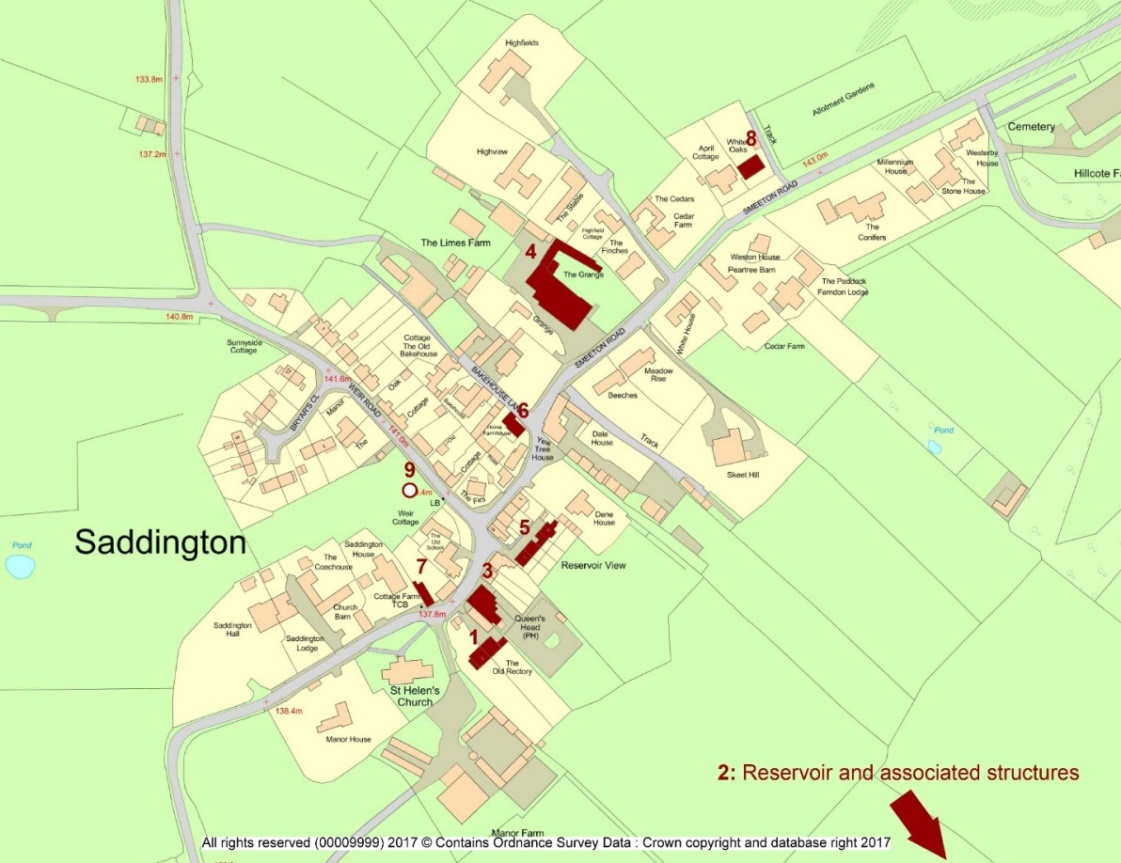 Highfields
133.8m
Allotment Gardens
Track
8
White
Oaks
137.2m
Highview
April
Cottage
143.0m
SMEETON ROAD
Cemetery
Westerby
House
Millennium
House
Hillcote Fa
The
Stone House
The Stable
The Cedars
Cedar
Farm
Highfield
Cottage
The
Finches
The
Conifers
The Limes Farm
4
The Grange
Weston House
Peartree Barn
The Paddock
Farndon Lodge
140.8m
Grange
White House
Cedar Farm
Sunnyside
Cottage
Cottage
The Old
Bakehouse
SMEETON ROAD
141.6m
Oak
BAKEHOUSE LANE
Meadow
Rise
Beeches
WEIR ROAD
BRYAR'S CL
Manor
The
Cottage
Bakehouse
6
Home
Farmhouse
141.0m
Old
Yew
Tree
House
Dale
House
Track
Pond
Cottage
Rose
Skeet Hill
9
.4m
LB
The Firs
Weir
Cottage
Dene
House
5
Saddington
Pond
The
Old
School
Saddington
House
The
Coachouse
Reservoir View
7
3
Cottage Farm
TCB
137.8m
Church
Barn
Queen's
Head
(PH)
Saddington
Hall
Saddington
Lodge
1
The
Old Rectory
St Helen's
Church
138.4m
Manor House
2: Reservoir and associated structures
Manor Farm
All rights reserved (00009999) 2017 © Contains Ordnance Survey Data : Crown copyright and database right 2017